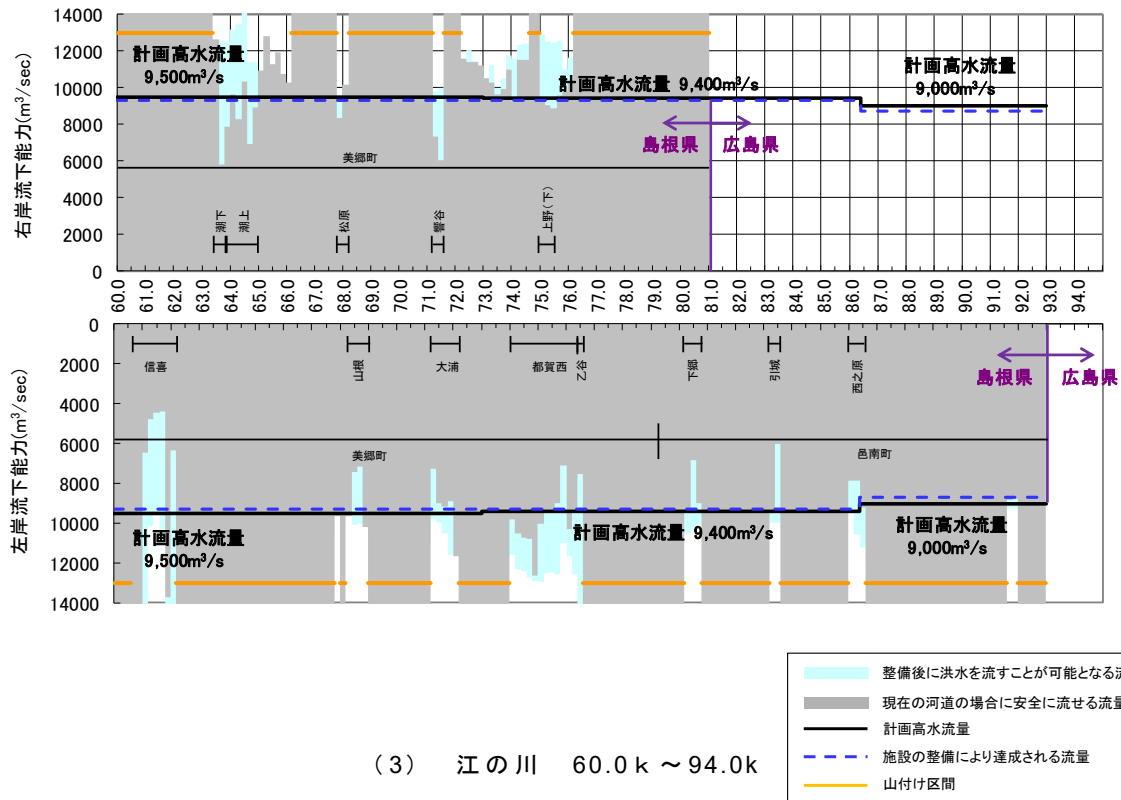 右岸流下能力(m³/sec)
14000
12000
10000
8000
6000
4000
2000
0
計画高水流量
9,500m³/s
計画高水流量 9,400m³/s
計画高水流量
9,000m³/s
島根県 広島県
美郷町
潮下
潮上
松原
響谷
上野(下)
60.0 61.0 62.0 63.0 64.0 65.0 66.0 67.0 68.0 69.0 70.0 71.0 72.0 73.0 74.0 75.0 76.0 77.0 78.0 79.0 80.0 81.0 82.0 83.0 84.0 85.0 86.0 87.0 88.0 89.0 90.0 91.0 92.0 93.0 94.0
左岸流下能力(m³/sec)
0
2000
4000
6000
8000
10000
12000
14000
信喜
山根
大浦
都賀西
乙谷
下郷
引城
西之原
島根県 広島県
美郷町
邑南町
計画高水流量
9,500m³/s
計画高水流量 9,400m³/s
計画高水流量
9,000m³/s
整備後に洪水を流すことが可能となる流
現在の河道の場合に安全に流せる流量
計画高水流量
施設の整備により達成される流量
山付け区間
(3) 江の川 60.0k~94.0k